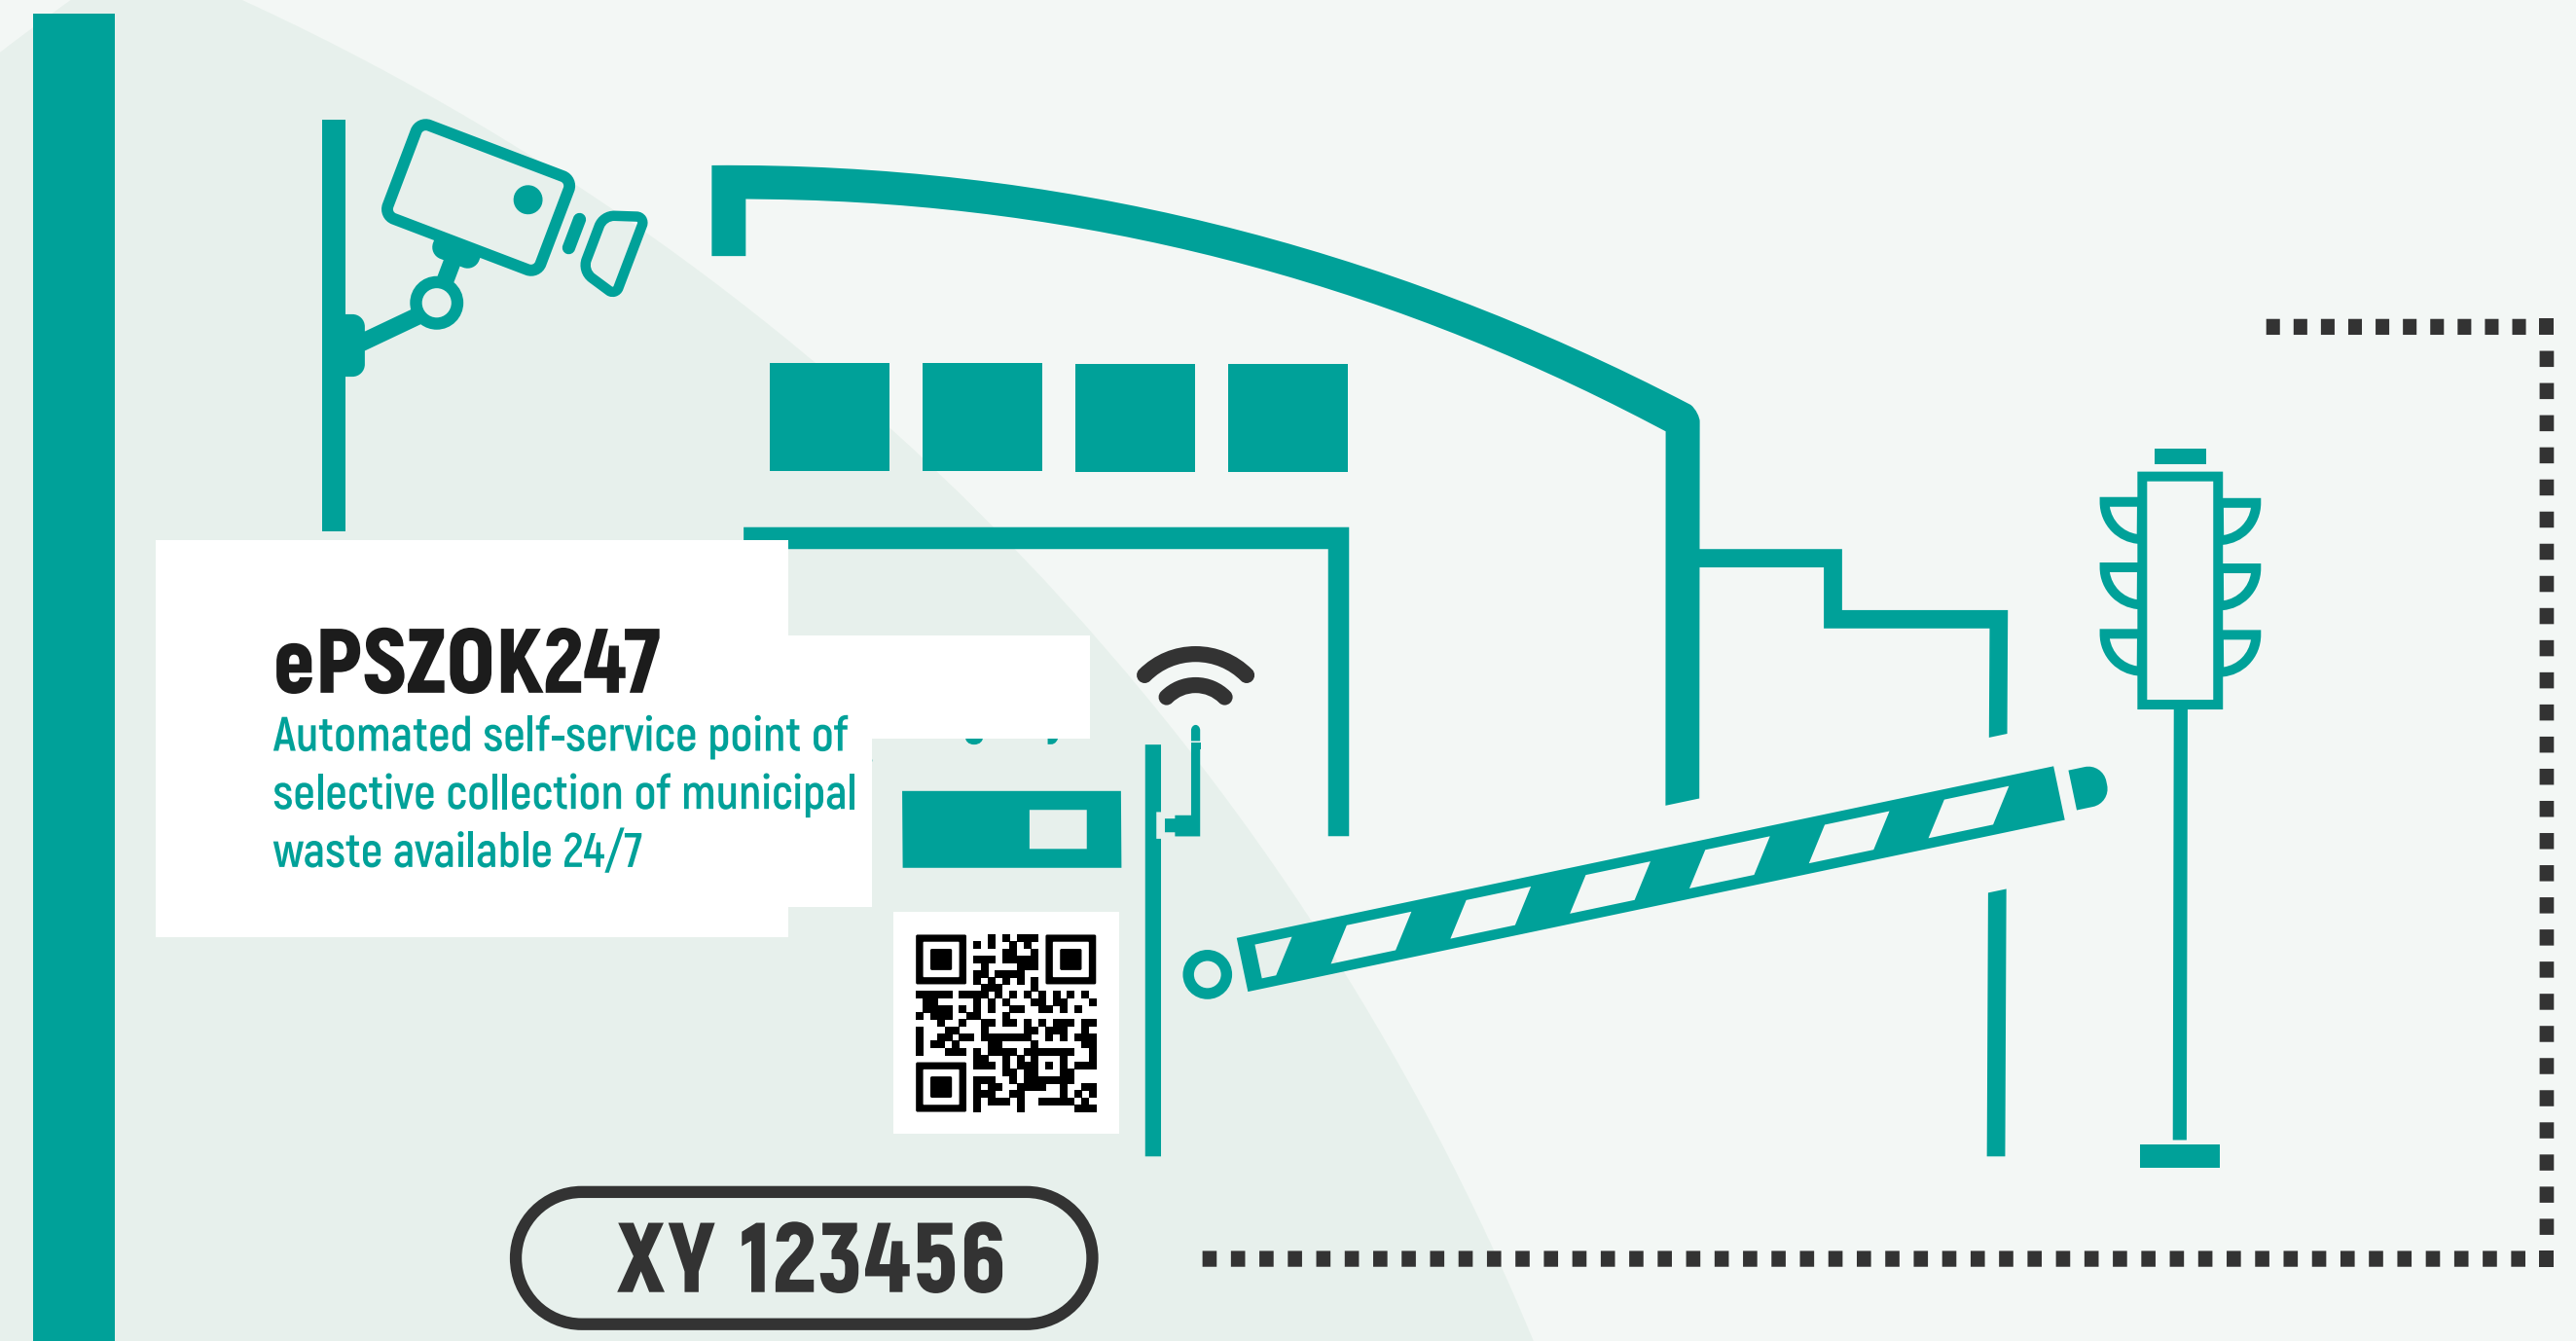 ePSZOK247
Automated self-service point of
selective collection of municipal
waste available 24/7
XY 123456